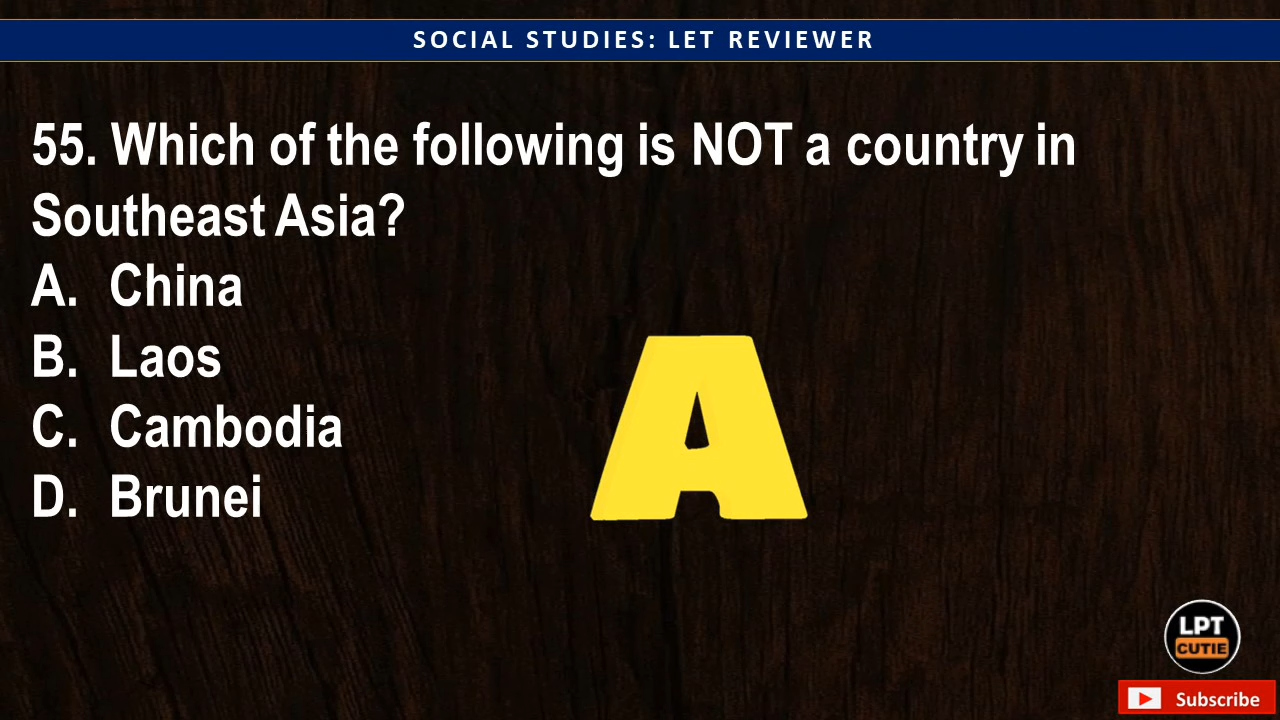 SOCIAL STUDIES: LET REVIEWER
55. Which of the following is NOT a country in
Southeast Asia?
A. China
B. Laos
C. Cambodia
D. Brunei
A
LPT
CUTIE
Subscribe